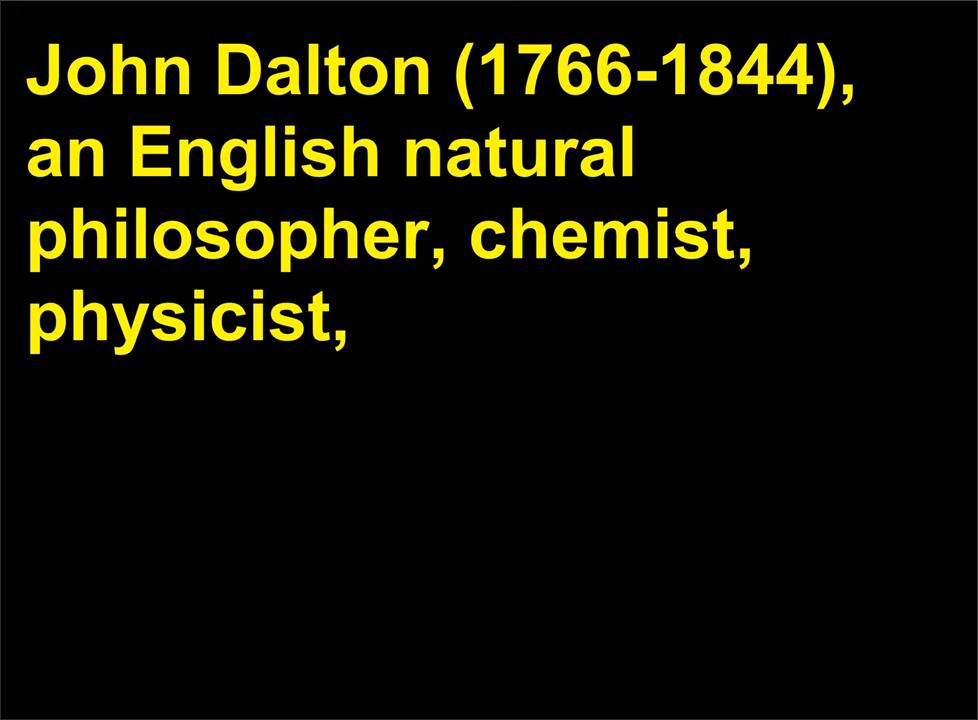 John Dalton (1766-1844),
an English natural
philosopher, chemist,
physicist,